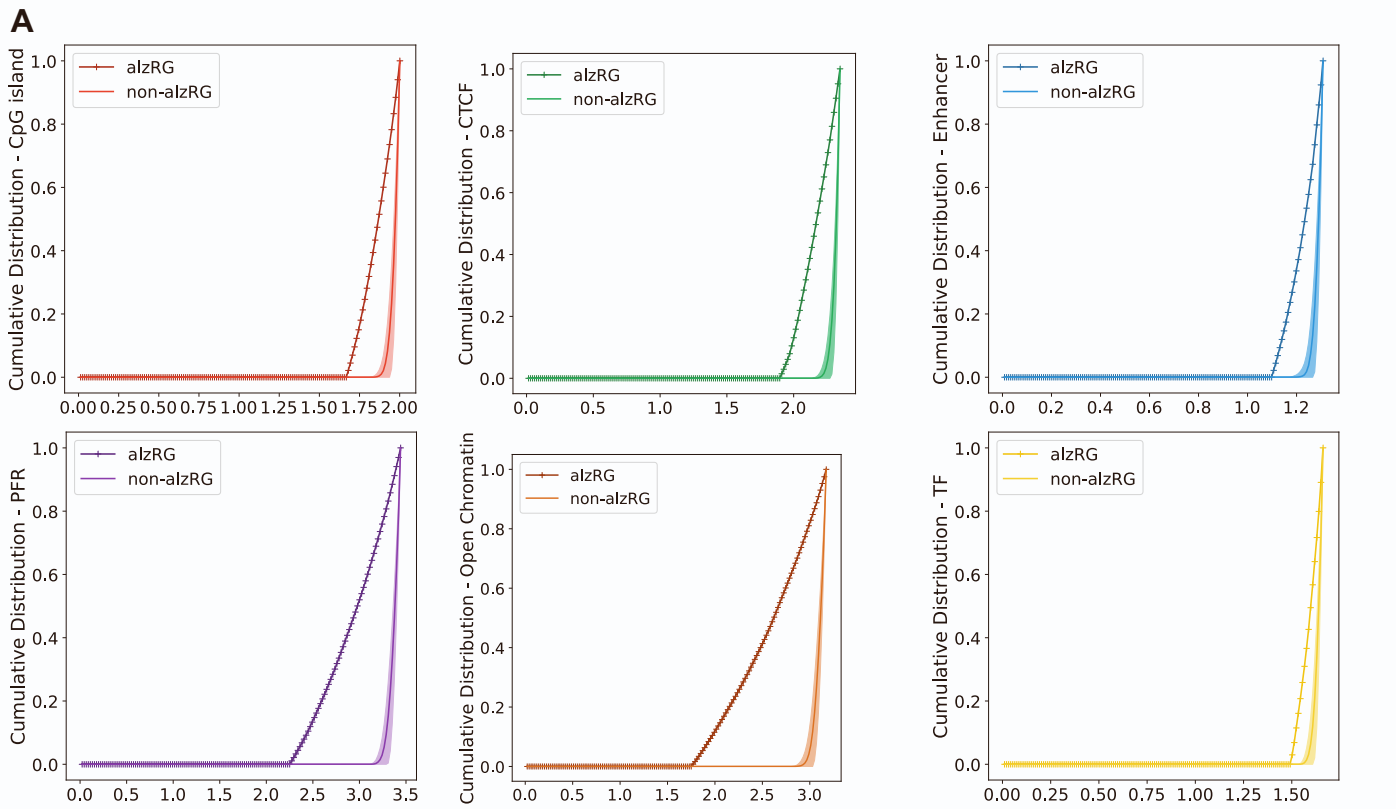 A
Cumulative Distribution - CpG island
1.0
0.8
0.6
0.4
0.2
0.0
alzRG
non-alzRG
0.00 0.25 0.50 0.75 1.00 1.25 1.50 1.75 2.00
Cumulative Distribution - CTCF
1.0
0.8
0.6
0.4
0.2
0.0
alzRG
non-alzRG
0.0 0.5 1.0 1.5 2.0
Cumulative Distribution - Enhancer
1.0
0.8
0.6
0.4
0.2
0.0
alzRG
non-alzRG
0.0 0.2 0.4 0.6 0.8 1.0 1.2
Cumulative Distribution - PFR
1.0
0.8
0.6
0.4
0.2
0.0
alzRG
non-alzRG
0.0 0.5 1.0 1.5 2.0 2.5 3.0 3.5
Cumulative Distribution - Open Chromatin
1.0
0.8
0.6
0.4
0.2
0.0
alzRG
non-alzRG
0.0 0.5 1.0 1.5 2.0 2.5 3.0
Cumulative Distribution - TF
1.0
0.8
0.6
0.4
0.2
0.0
alzRG
non-alzRG
0.00 0.25 0.50 0.75 1.00 1.25 1.50